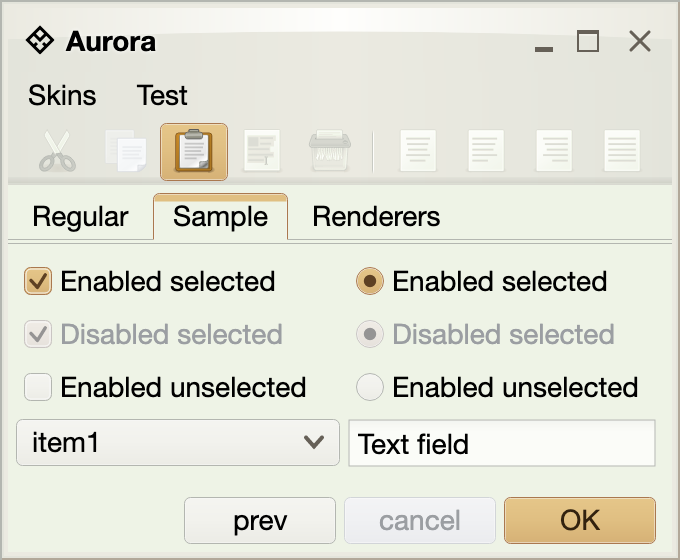 Aurora
Skins Test
Regular Sample Renderers
Enabled selected Enabled selected
Disabled selected Disabled selected
Enabled unselected Enabled unselected
item1 Text field
prev cancel OK